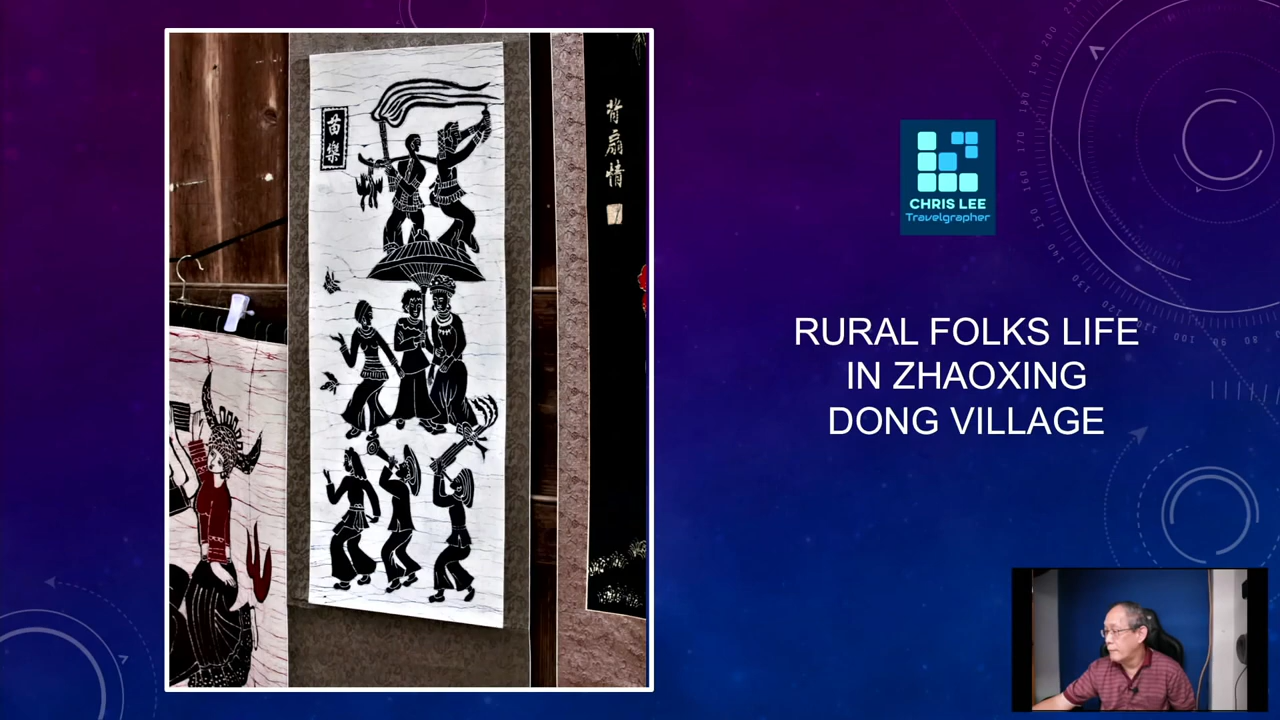 苗樂
背扇情
CHRIS LEE
Travelgrapher
RURAL FOLKS LIFE
IN ZHAOXING
DONG VILLAGE